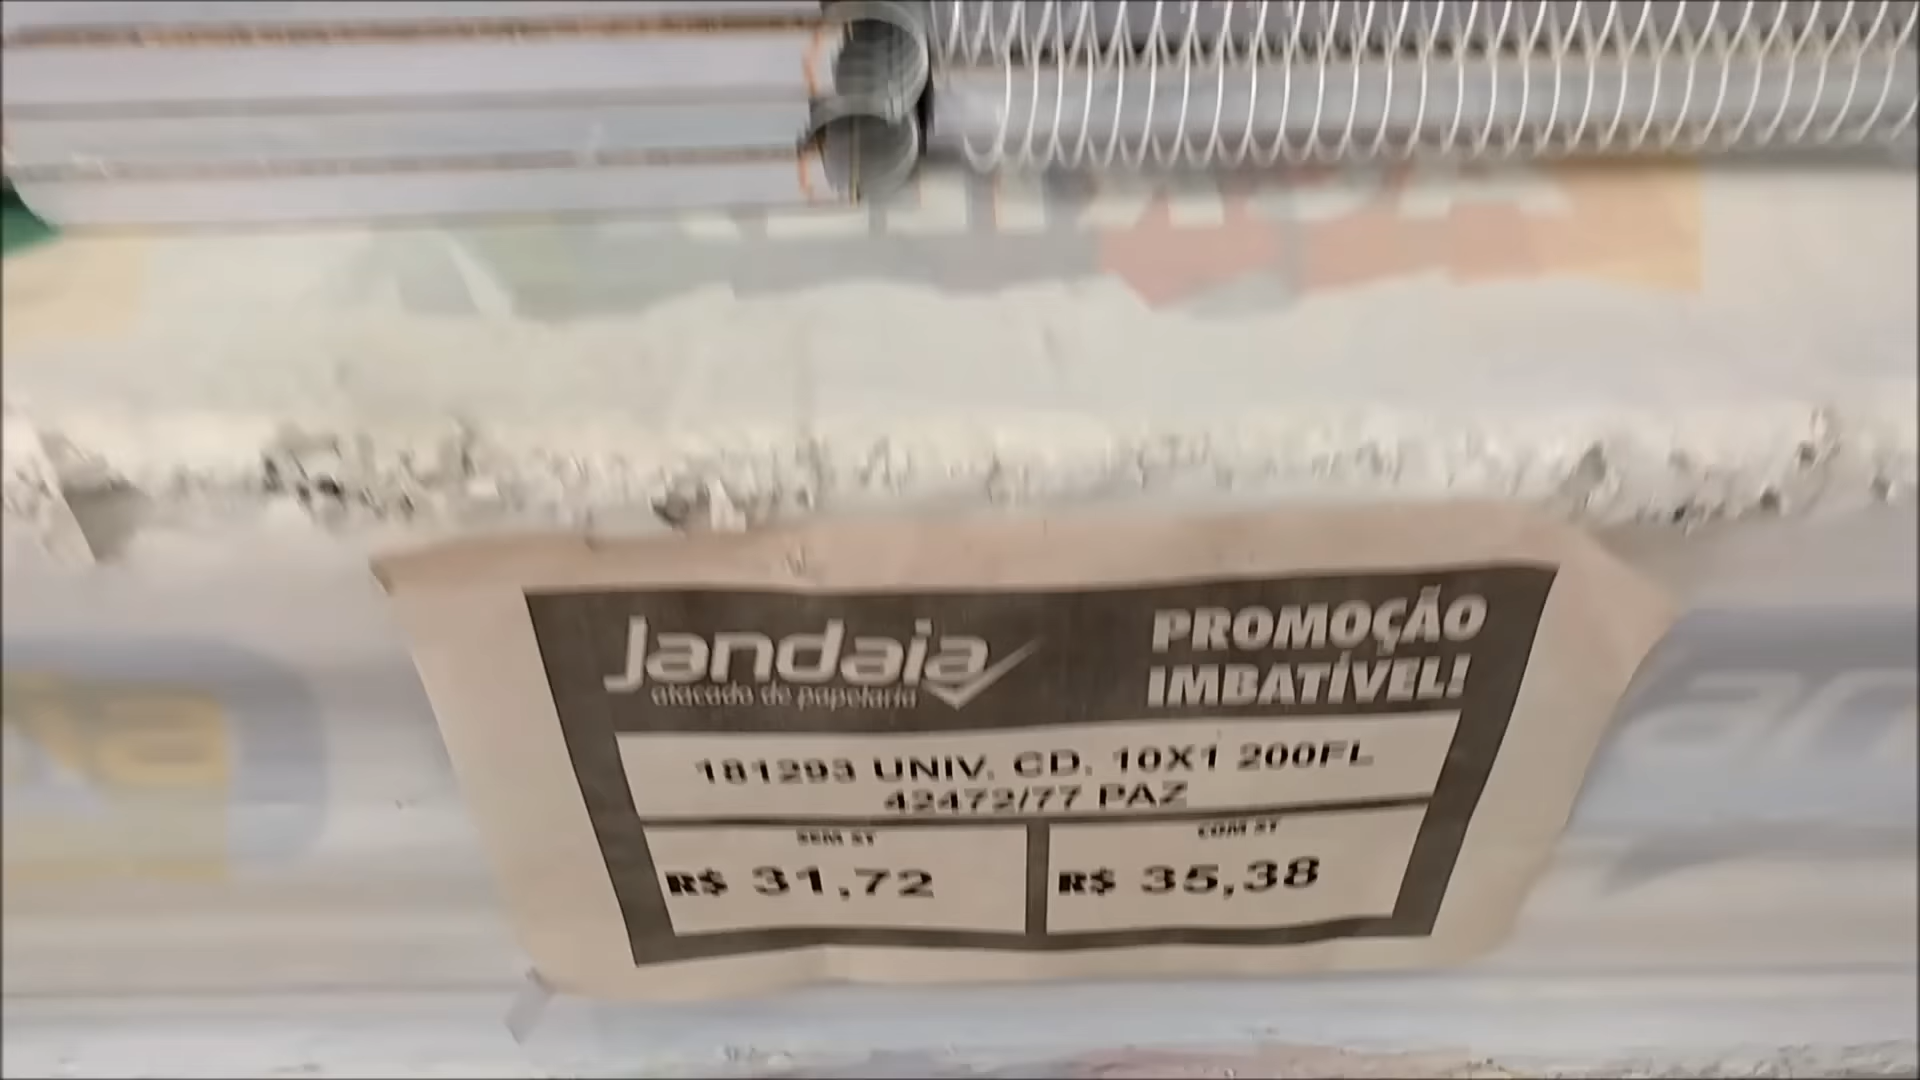 Jandaia
atacado de papelaria
PROMOÇÃO
IMBATÍVEL!
181293 UNIV. CD. 10X1 200FL
42472/77 PAZ
SEM ST
R$ 31,72
COM ST
R$ 35,38